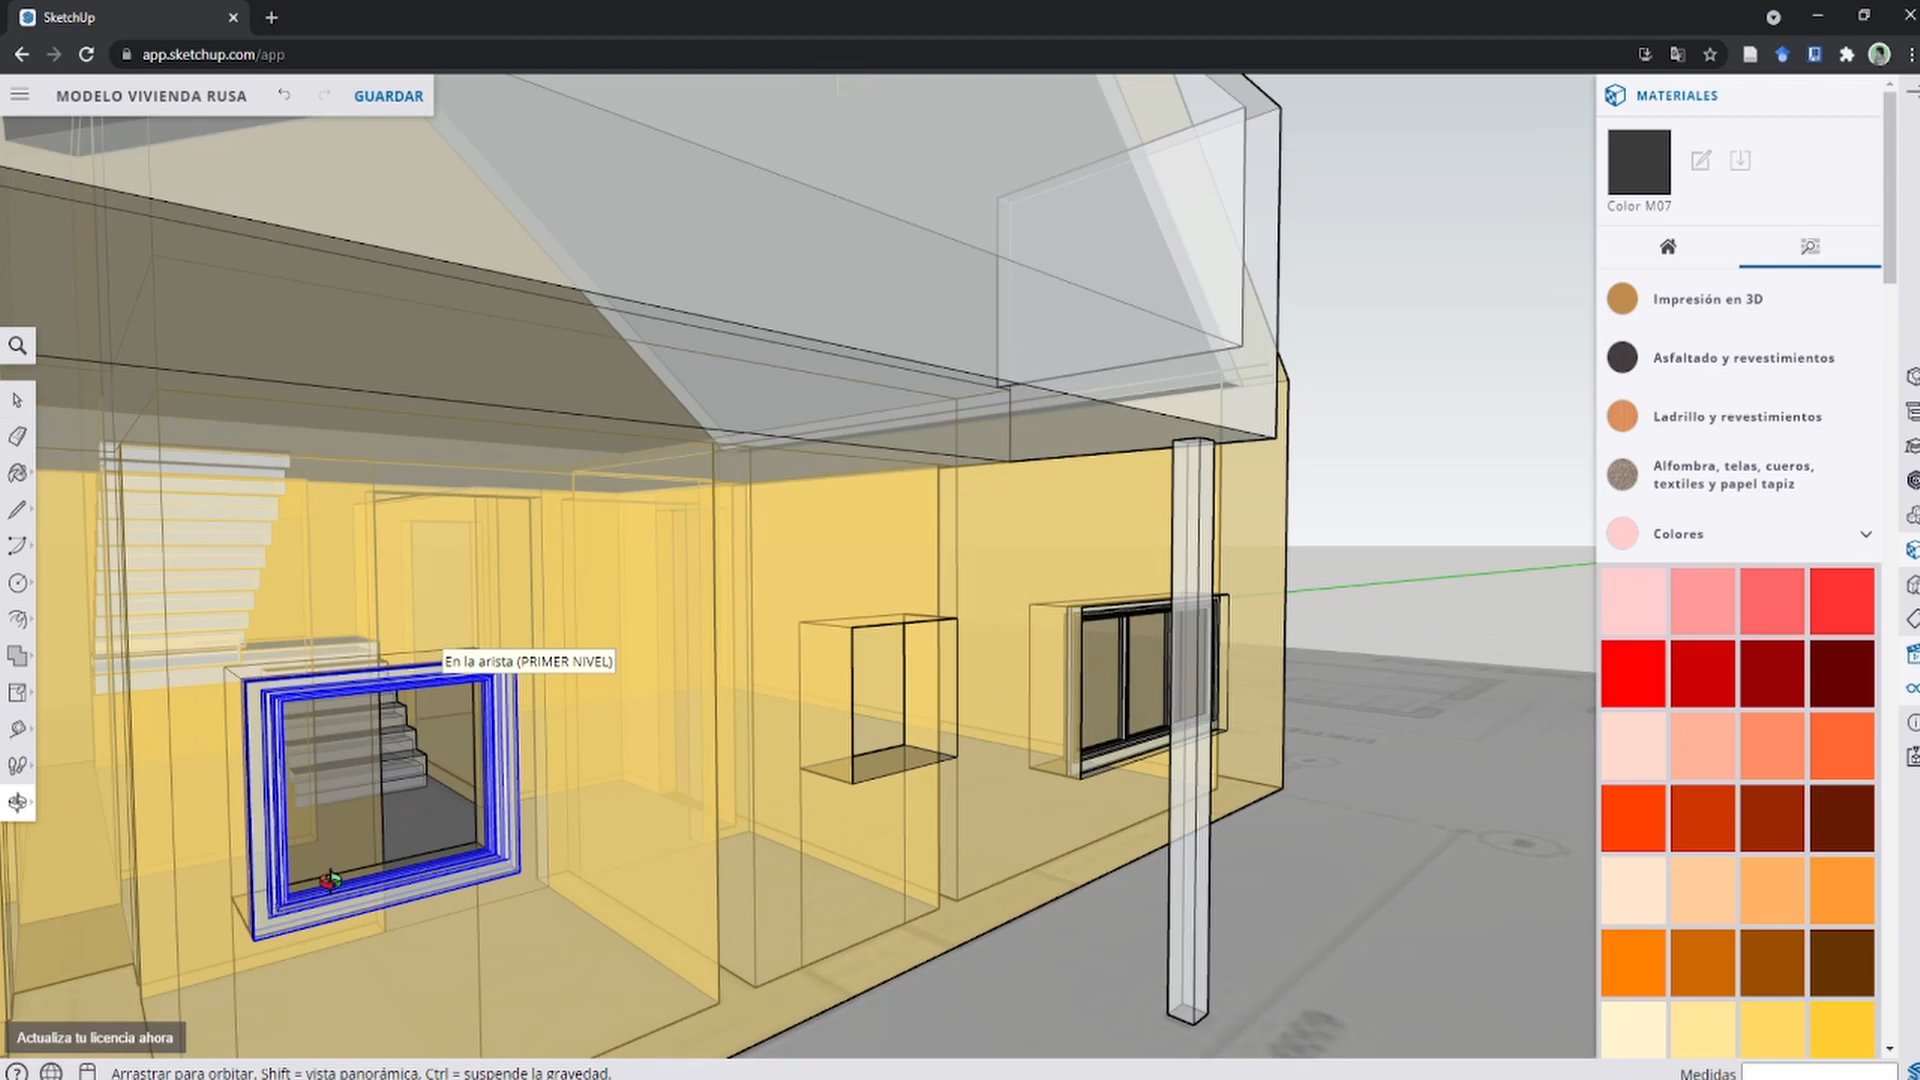 SketchUp
app.sketchup.com/app
MODELO VIVIENDA RUSA
GUARDAR
MATERIALES
Color M07
Impresión en 3D
Asfaltado y revestimientos
Ladrillo y revestimientos
Alfombra, telas, cueros,
textiles y papel tapiz
Colores
En la arista (PRIMER NIVEL)
Actualiza tu licencia ahora
Arrastrar para orbitar. Shift = vista panorámica, Ctrl = suspende la gravedad.
Medidas